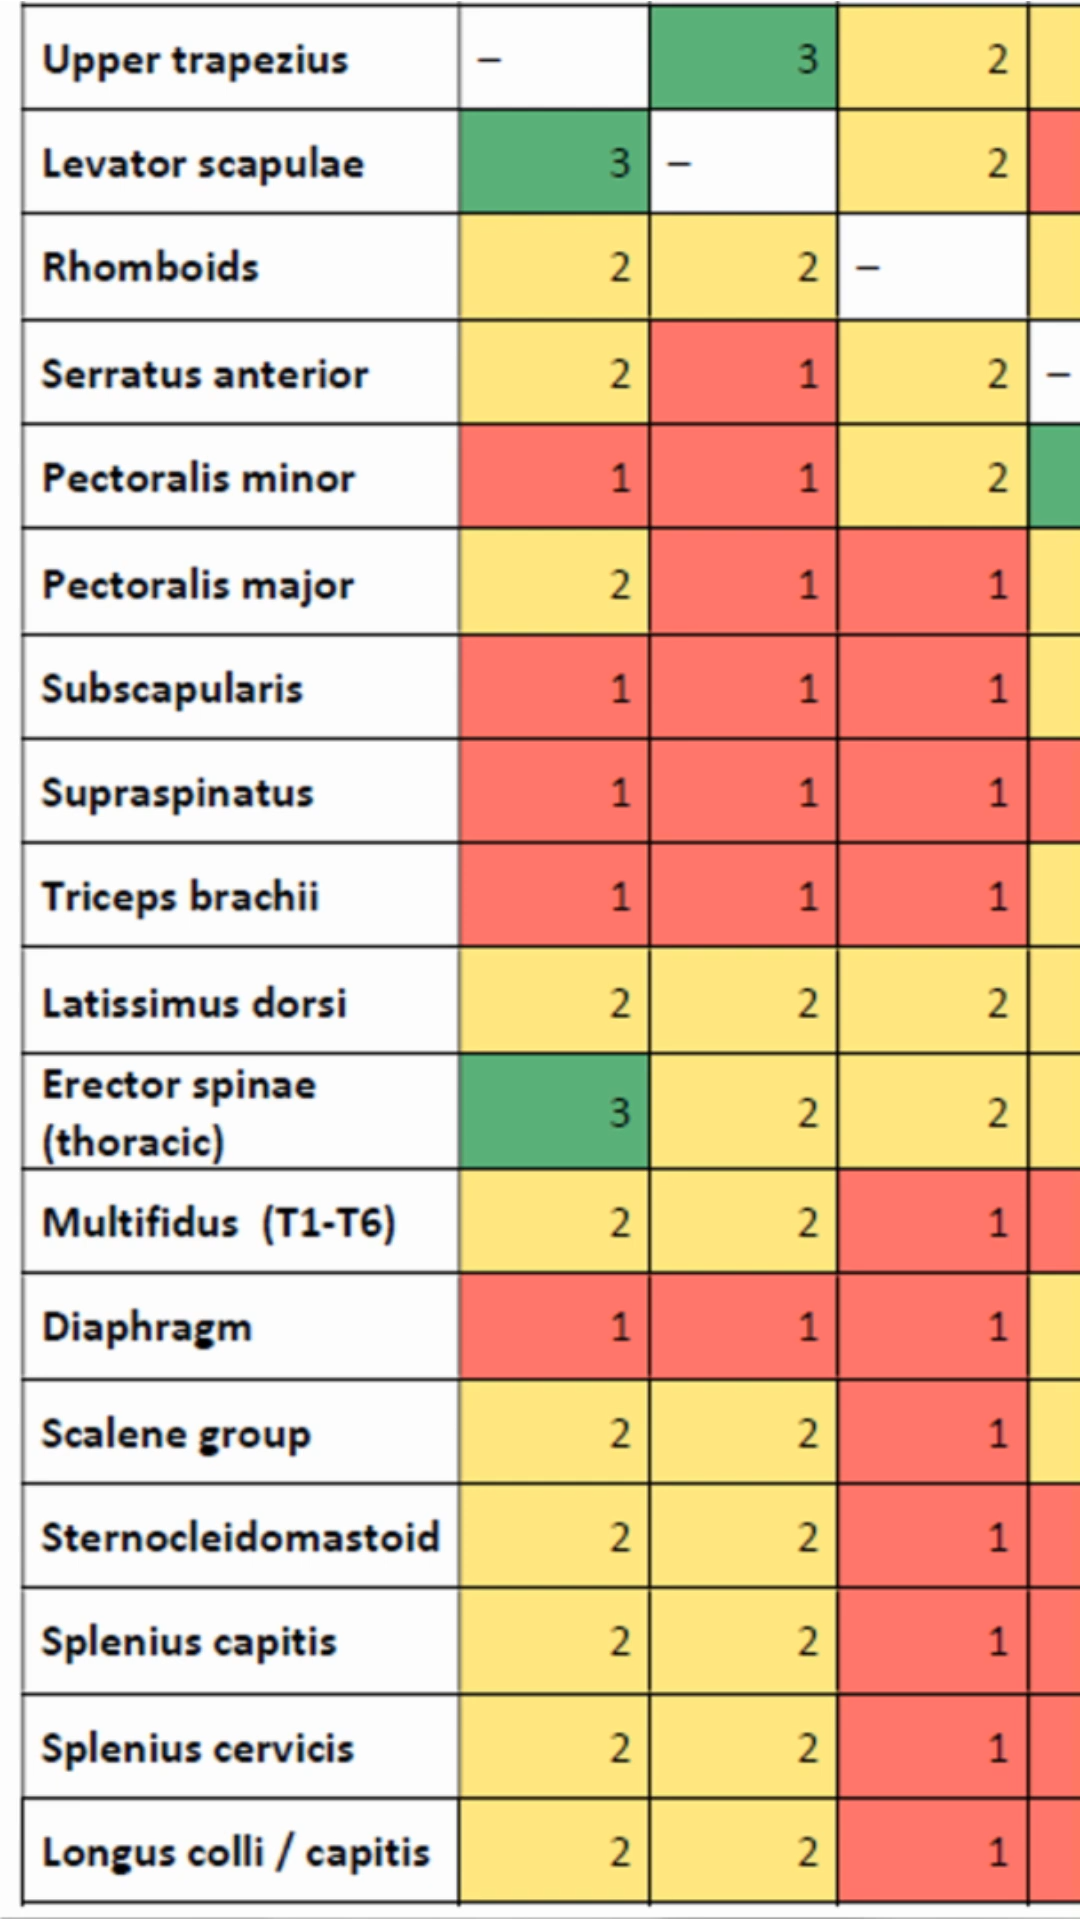 Upper trapezius – 3 2
Levator scapulae 3 – 2
Rhomboids 2 2 –
Serratus anterior 2 1 2 –
Pectoralis minor 1 1 2
Pectoralis major 2 1 1
Subscapularis 1 1 1
Supraspinatus 1 1 1
Triceps brachii 1 1 1
Latissimus dorsi 2 2 2
Erector spinae
(thoracic) 3 2 2
Multifidus (T1-T6) 2 2 1
Diaphragm 1 1 1
Scalene group 2 2 1
Sternocleidomastoid 2 2 1
Splenius capitis 2 2 1
Splenius cervicis 2 2 1
Longus colli / capitis 2 2 1